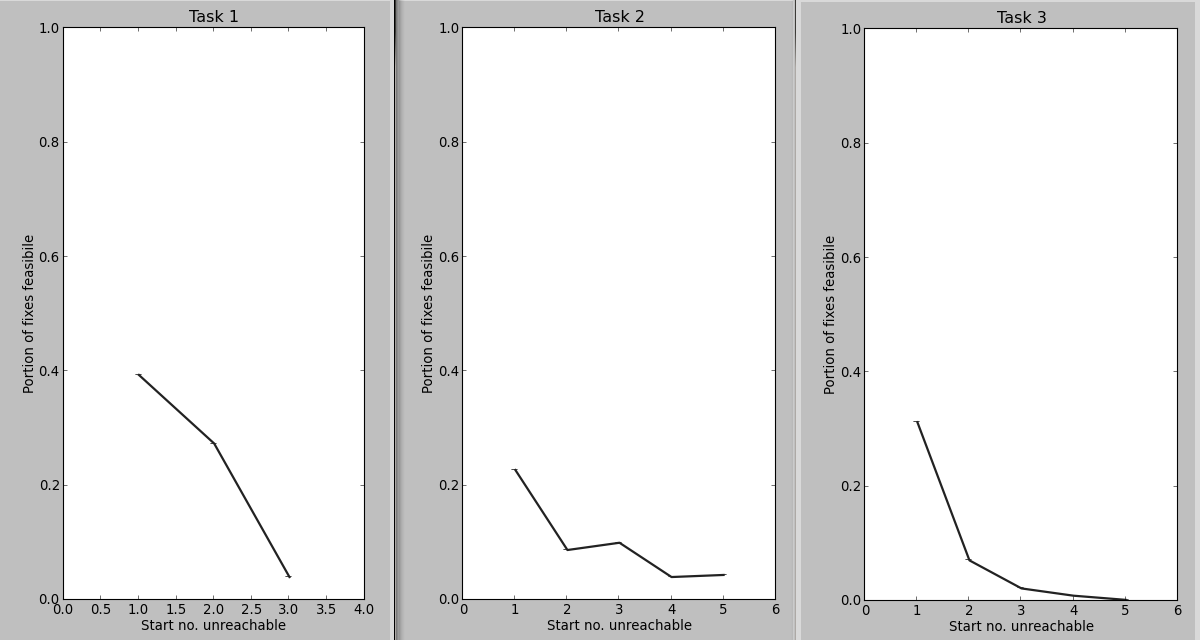 Task 1
1.0
0.8
0.6
0.4
0.2
0.0
Portion of fixes feasibile
0.0 0.5 1.0 1.5 2.0 2.5 3.0 3.5 4.0
Start no. unreachable
Task 2
1.0
0.8
0.6
0.4
0.2
0.0
Portion of fixes feasibile
0 1 2 3 4 5 6
Start no. unreachable
Task 3
1.0
0.8
0.6
0.4
0.2
0.0
Portion of fixes feasibile
0 1 2 3 4 5 6
Start no. unreachable